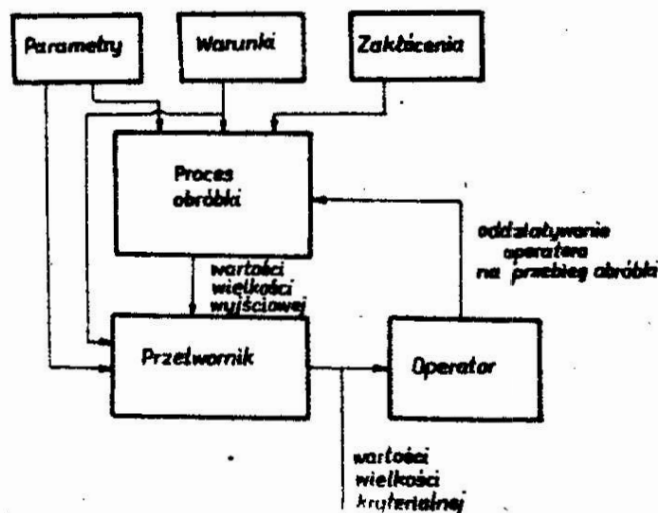 Parametry
Warunki
Zakłócenia
Proces
obróbki
oddziaływanie
operatora
na przebieg obróbki
wartości
wielkości
wyjściowej
Przetwornik
Operator
wartości
wielkości
kryterialnej